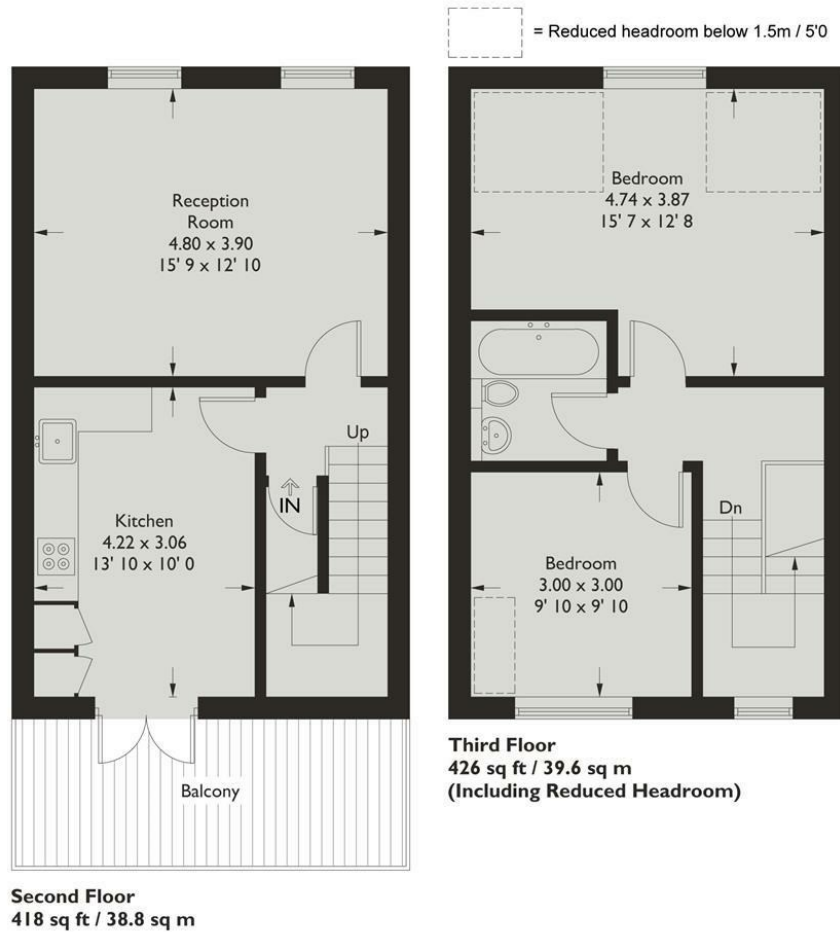 = Reduced headroom below 1.5m / 5'0
Reception
Room
4.80 x 3.90
15' 9 x 12' 10
Up
IN
Kitchen
4.22 x 3.06
13' 10 x 10' 0
Balcony
Second Floor
418 sq ft / 38.8 sq m
Bedroom
4.74 x 3.87
15' 7 x 12' 8
Dn
Bedroom
3.00 x 3.00
9' 10 x 9' 10
Third Floor
426 sq ft / 39.6 sq m
(Including Reduced Headroom)